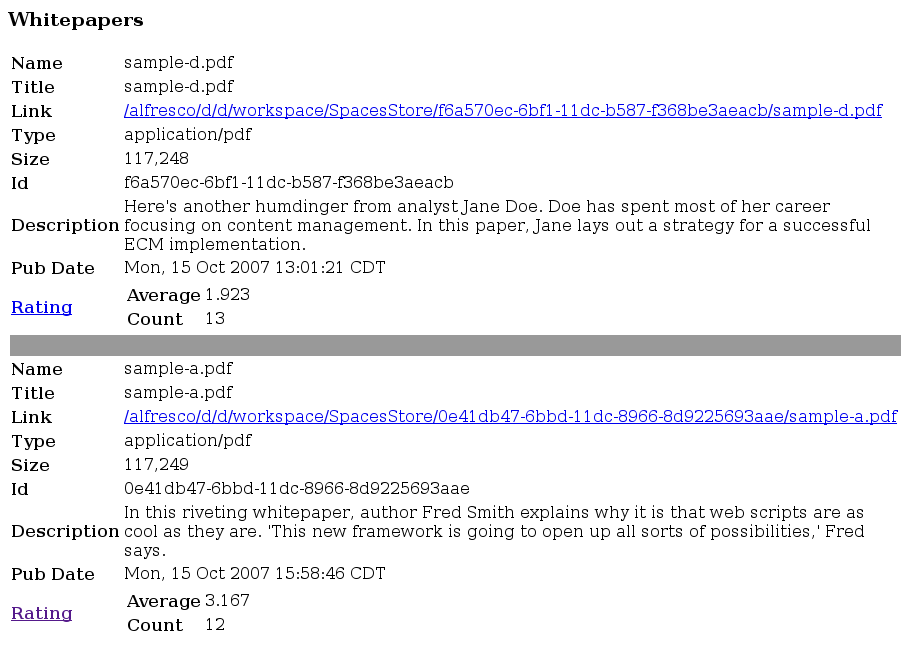 Whitepapers
Name sample-d.pdf
Title sample-d.pdf
Link /alfresco/d/d/workspace/SpacesStore/f6a570ec-6bf1-11dc-b587-f368be3aeacb/sample-d.pdf
Type application/pdf
Size 117,248
Id f6a570ec-6bf1-11dc-b587-f368be3aeacb
Here's another humdinger from analyst Jane Doe. Doe has spent most of her career
Description focusing on content management. In this paper, Jane lays out a strategy for a successful
ECM implementation.
Pub Date Mon, 15 Oct 2007 13:01:21 CDT
Average 1.923
Rating
Count 13
Name sample-a.pdf
Title sample-a.pdf
Link /alfresco/d/d/workspace/SpacesStore/0e41db47-6bbd-11dc-8966-8d9225693aae/sample-a.pdf
Type application/pdf
Size 117,249
Id 0e41db47-6bbd-11dc-8966-8d9225693aae
In this riveting whitepaper, author Fred Smith explains why it is that web scripts are as
Description cool as they are. 'This new framework is going to open up all sorts of possibilities,' Fred
says.
Pub Date Mon, 15 Oct 2007 15:58:46 CDT
Average 3.167
Rating
Count 12